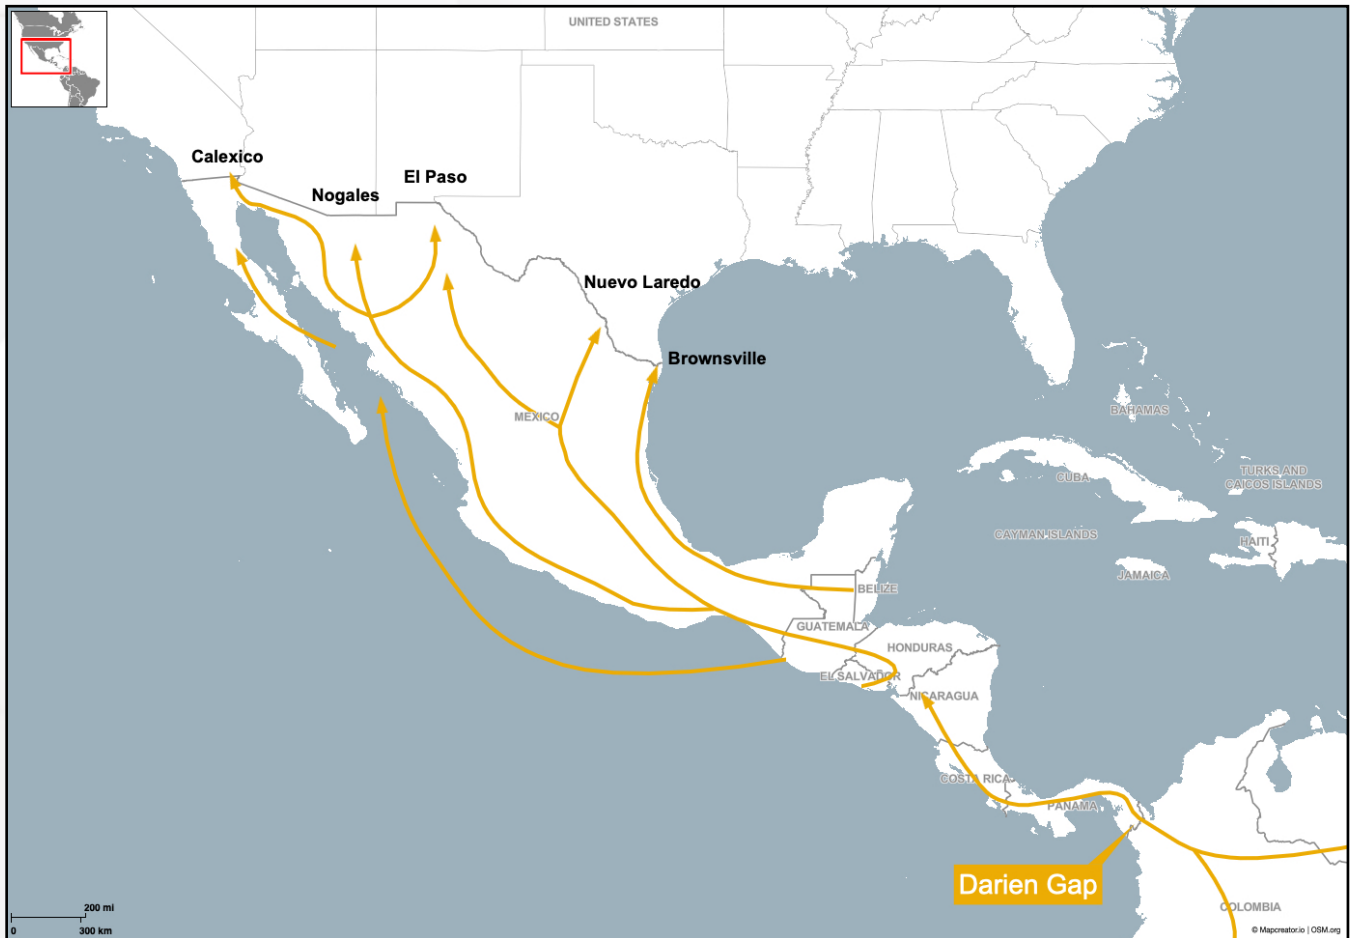 UNITED STATES
Calexico
El Paso
Nogales
Nuevo Laredo
Brownsville
MEXICO
BAHAMAS
CUBA
TURKS AND
CAICOS ISLANDS
CAYMAN ISLANDS
HAITI
JAMAICA
BELIZE
GUATEMALA
HONDURAS
EL SALVADOR
NICARAGUA
COSTA RICA
PANAMA
Darien Gap
COLOMBIA
200 mi
0 300 km
© Mapcreator.io | OSM.org